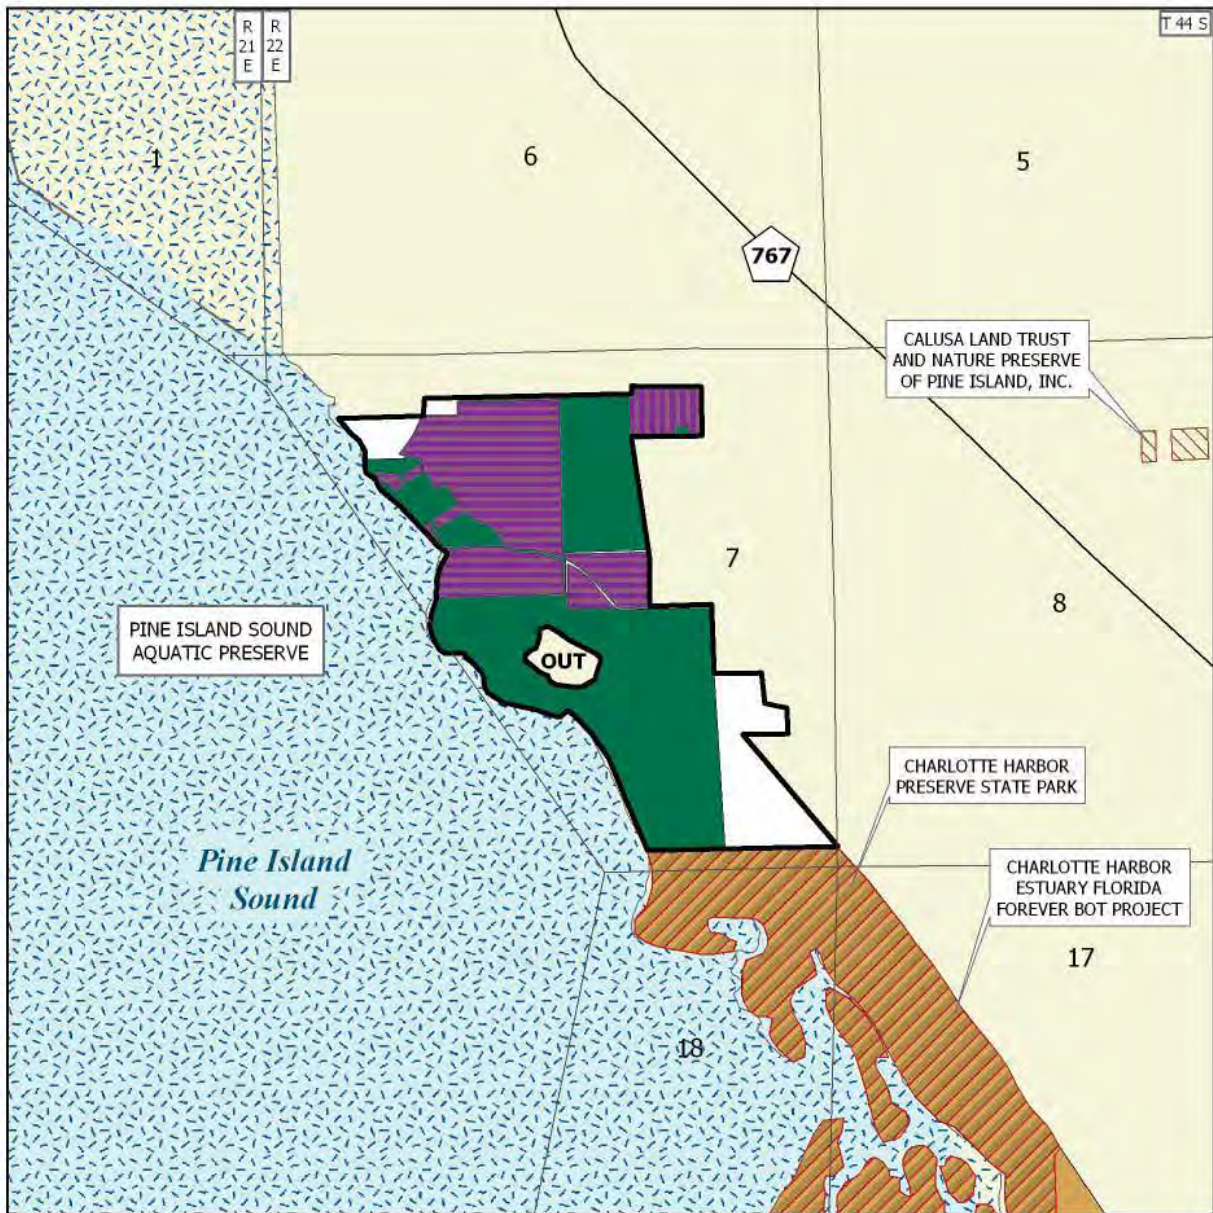 R
21
E
R
22
E
T 44 S
1
6
5
767
CALUSA LAND TRUST
AND NATURE PRESERVE
OF PINE ISLAND, INC.
7
8
PINE ISLAND SOUND
AQUATIC PRESERVE
OUT
CHARLOTTE HARBOR
PRESERVE STATE PARK
Pine Island
Sound
CHARLOTTE HARBOR
ESTUARY FLORIDA
FOREVER BOT PROJECT
17
18